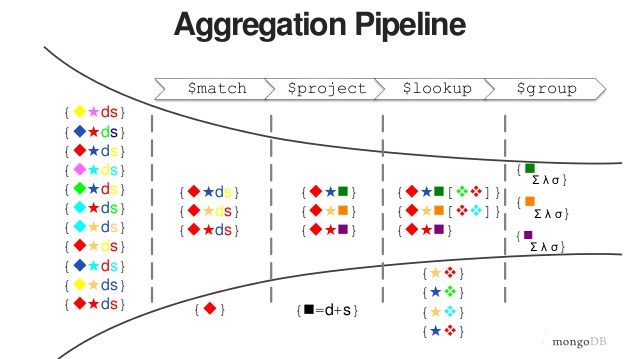 Aggregation Pipeline
$match $project $lookup $group
{◆★ds}
{◆★ds}
{◆★ds}
{◆★ds}
{◆★ds}
{◆★ds}
{◆★ds}
{◆★ds}
{◆★ds}
{◆★ds}
{◆★ds}
{◆★ds}
{◆★ds}
{◆★ds}
{◆}
{◆★■}
{◆★■}
{◆★■}
{■=d+s}
{◆★■[❖❖]}
{◆★■[❖❖]}
{◆★■}
{★❖}
{★❖}
{★❖}
{★❖}
{■
Σ λ σ}
{■
Σ λ σ}
{■
Σ λ σ}
mongoDB